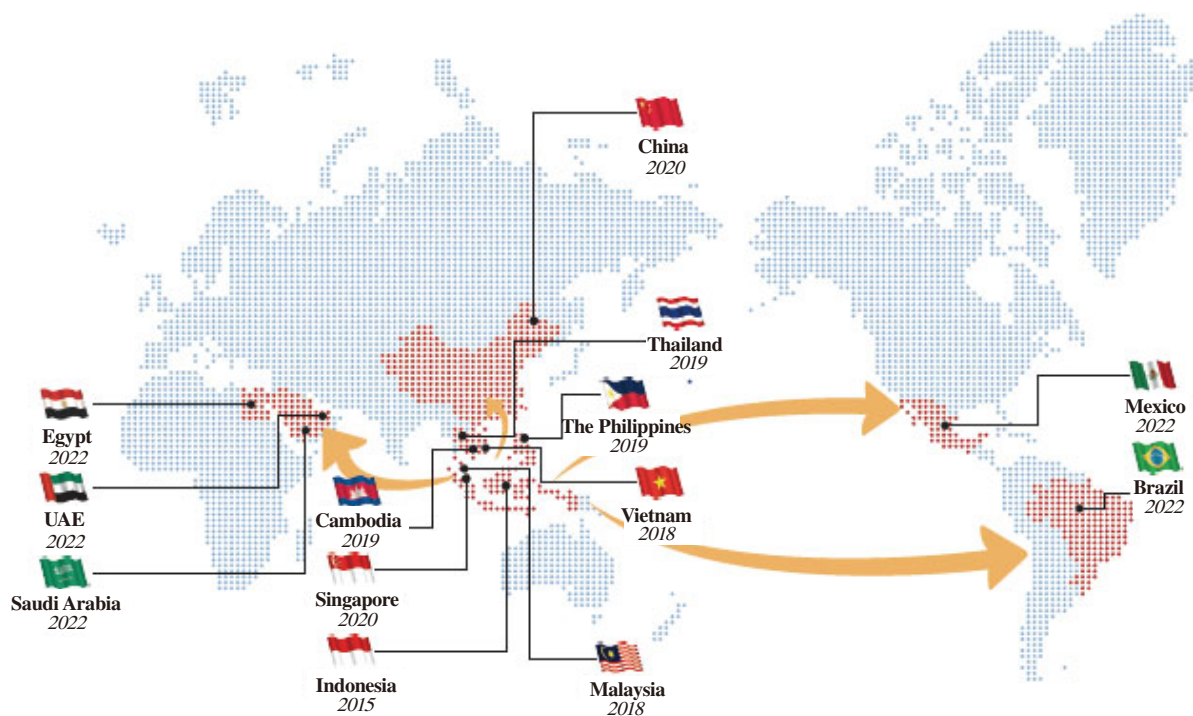 China
2020
Thailand
2019
The Philippines
2019
Egypt
2022
Mexico
2022
UAE
2022
Cambodia
2019
Vietnam
2018
Brazil
2022
Saudi Arabia
2022
Singapore
2020
Indonesia
2015
Malaysia
2018